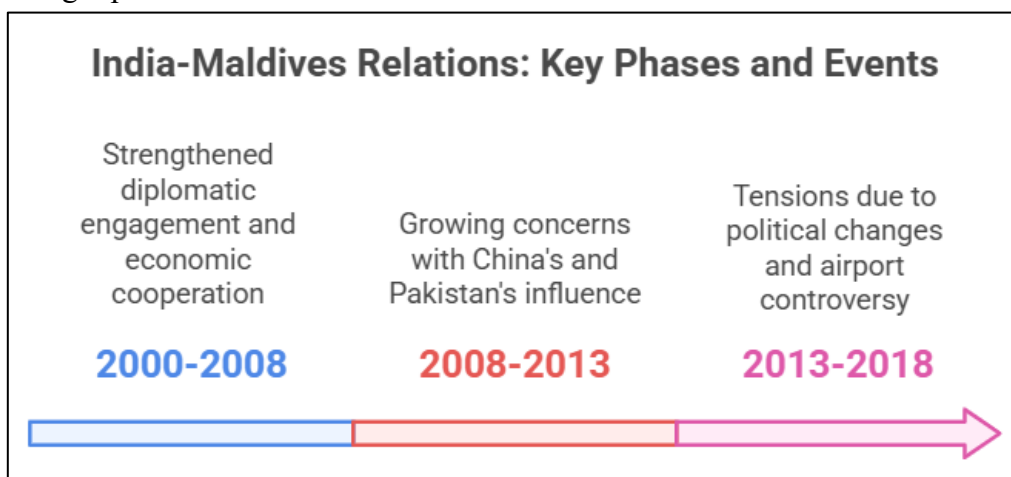 India-Maldives Relations: Key Phases and Events
Strengthened
diplomatic
engagement and
economic
cooperation
2000-2008
Growing concerns
with China's and
Pakistan's influence
2008-2013
Tensions due to
political changes
and airport
controversy
2013-2018